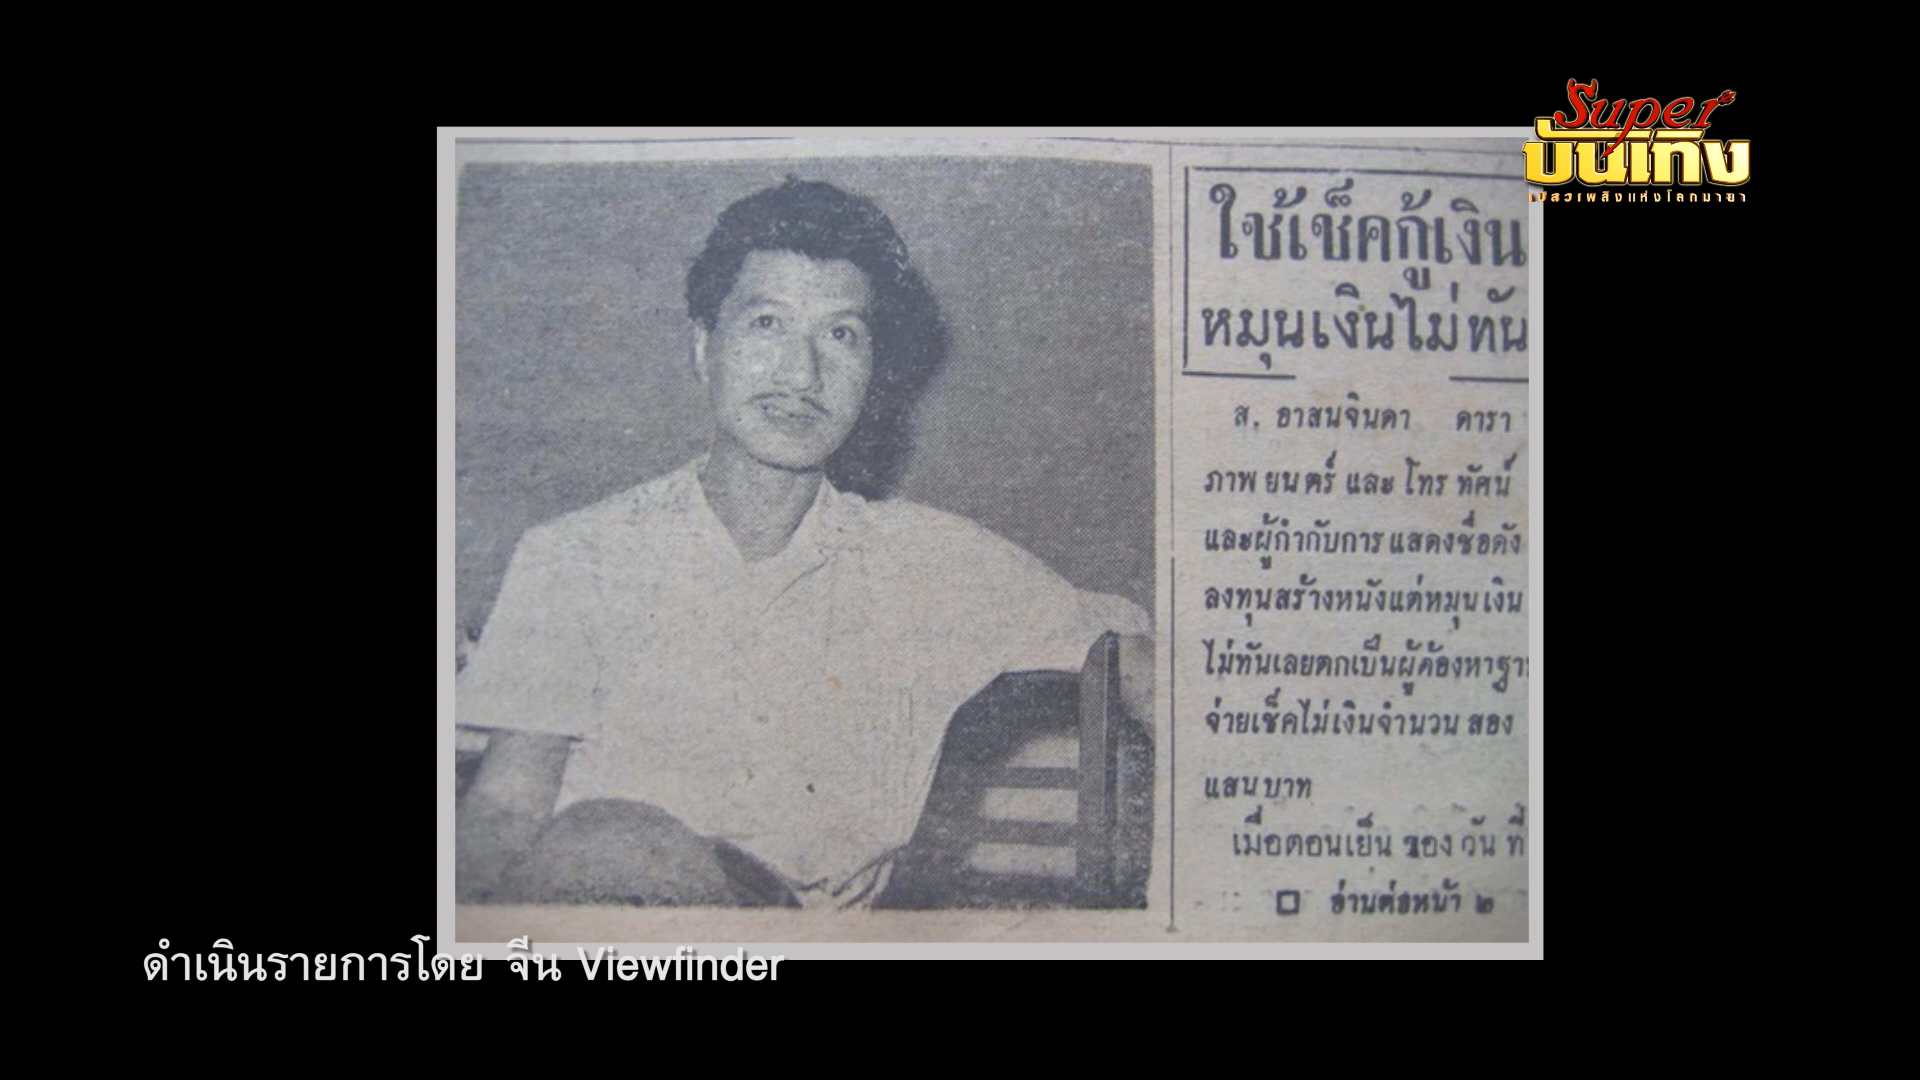 Super
บันเทิง
เปลวเพลิงแห่งโลกมายา
ใช้เช็คกู้เงิน
หมุนเงินไม่ทัน
ส. อาสนจินดา ดารา
ภาพยนตร์ และ โทรทัศน์
และผู้กำกับการแสดงชื่อดัง
ลงทุนสร้างหนังแต่หมุนเงิน
ไม่ทันเลยตกเป็นผู้ต้องหาฐาน
จ่ายเช็คไม่เงินจำนวน สอง
แสนบาท
เมื่อตอนเย็น ของ วัน ที่
อ่านต่อหน้า ๒
ดำเนินรายการโดย จีน Viewfinder